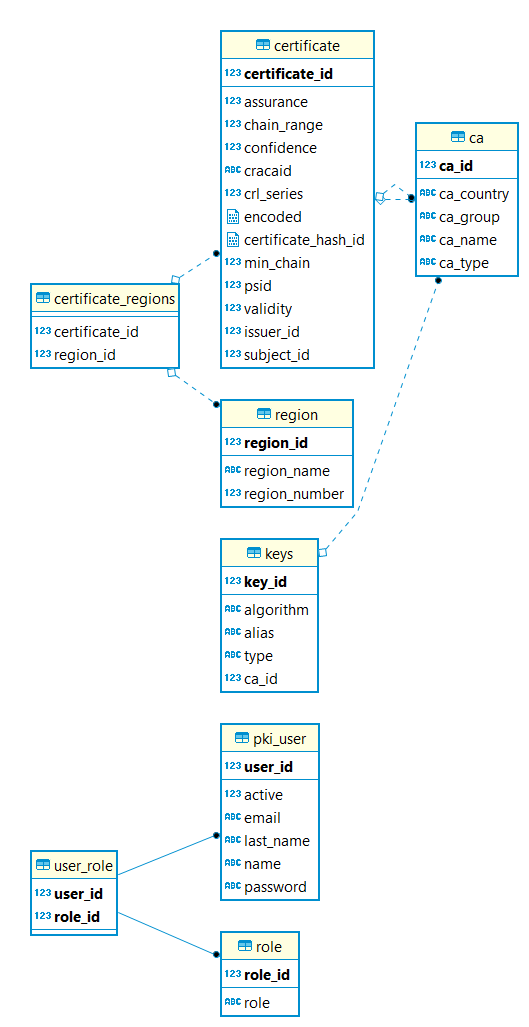 certificate
123 certificate_id
123 assurance
123 chain_range
123 confidence
ABC cracaid
123 crl_series
encoded
certificate_hash_id
123 min_chain
123 psid
123 validity
123 issuer_id
123 subject_id
ca
123 ca_id
ABC ca_country
ABC ca_group
ABC ca_name
ABC ca_type
certificate_regions
123 certificate_id
123 region_id
region
123 region_id
ABC region_name
123 region_number
keys
123 key_id
ABC algorithm
ABC alias
ABC type
123 ca_id
pki_user
123 user_id
123 active
ABC email
ABC last_name
ABC name
ABC password
user_role
123 user_id
123 role_id
role
123 role_id
ABC role